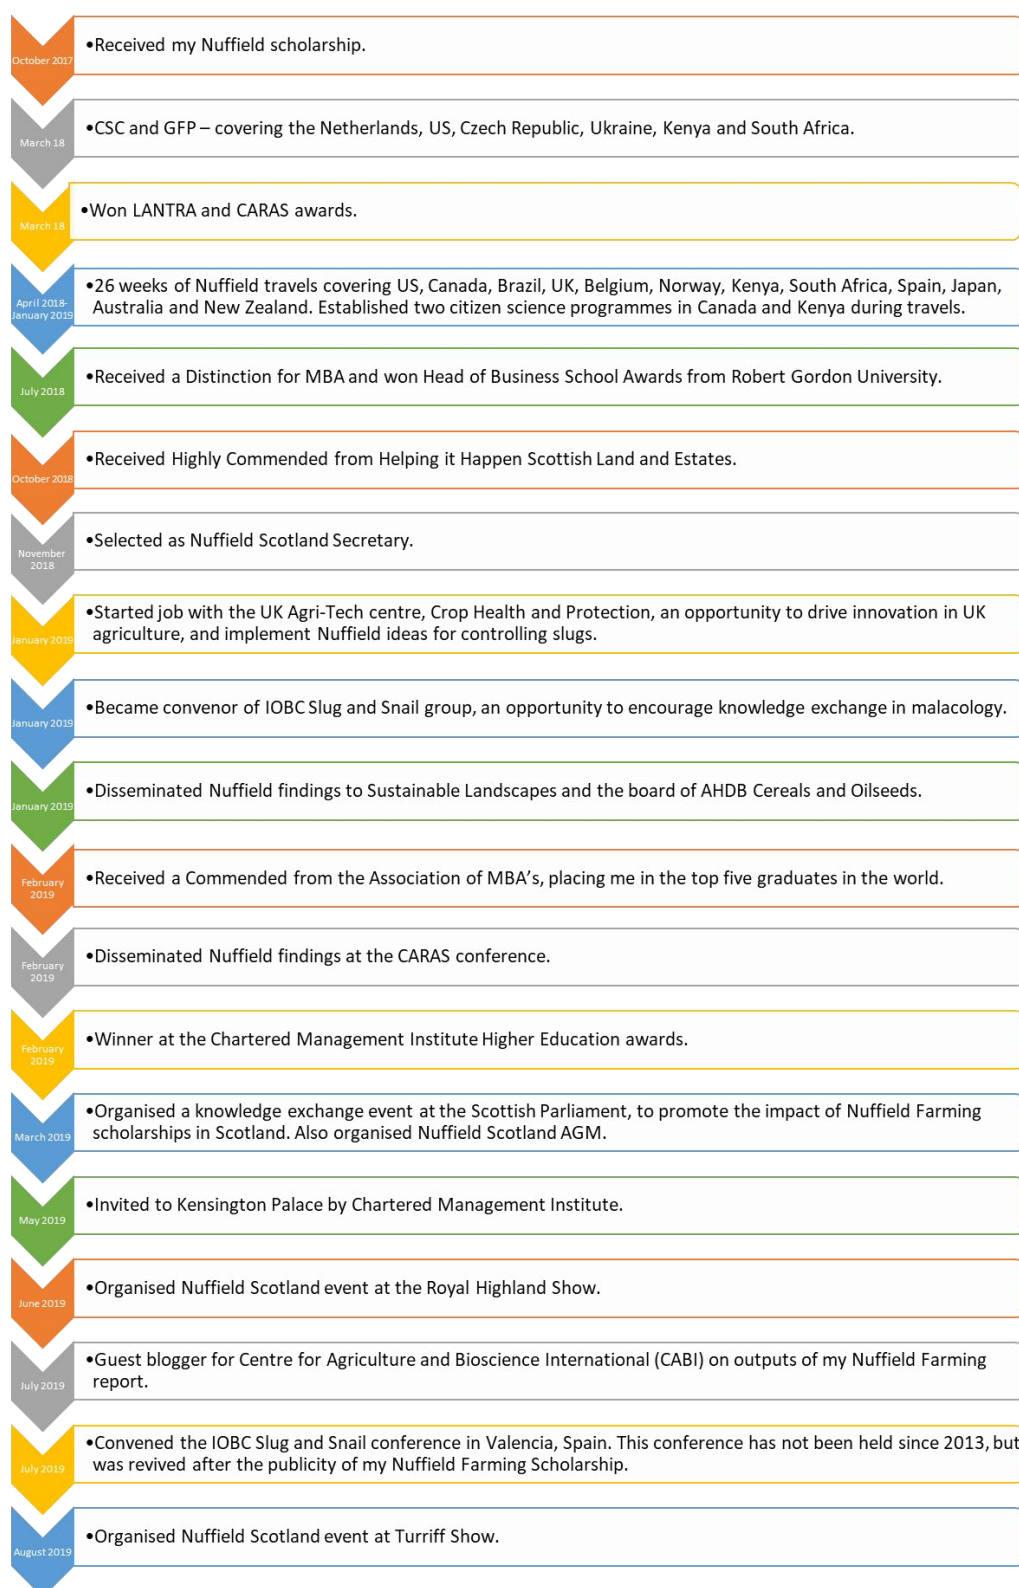 October 2017
•Received my Nuffield scholarship.
March 18
•CSC and GFP – covering the Netherlands, US, Czech Republic, Ukraine, Kenya and South Africa.
March 18
•Won LANTRA and CARAS awards.
April 2018-
January 2019
•26 weeks of Nuffield travels covering US, Canada, Brazil, UK, Belgium, Norway, Kenya, South Africa, Spain, Japan,
Australia and New Zealand. Established two citizen science programmes in Canada and Kenya during travels.
July 2018
•Received a Distinction for MBA and won Head of Business School Awards from Robert Gordon University.
October 2018
•Received Highly Commended from Helping it Happen Scottish Land and Estates.
November
2018
•Selected as Nuffield Scotland Secretary.
January 2019
•Started job with the UK Agri-Tech centre, Crop Health and Protection, an opportunity to drive innovation in UK
agriculture, and implement Nuffield ideas for controlling slugs.
January 2019
•Became convenor of IOBC Slug and Snail group, an opportunity to encourage knowledge exchange in malacology.
January 2019
•Disseminated Nuffield findings to Sustainable Landscapes and the board of AHDB Cereals and Oilseeds.
February
2019
•Received a Commended from the Association of MBA's, placing me in the top five graduates in the world.
February
2019
•Disseminated Nuffield findings at the CARAS conference.
February
2019
•Winner at the Chartered Management Institute Higher Education awards.
March 2019
•Organised a knowledge exchange event at the Scottish Parliament, to promote the impact of Nuffield Farming
scholarships in Scotland. Also organised Nuffield Scotland AGM.
May 2019
•Invited to Kensington Palace by Chartered Management Institute.
June 2019
•Organised Nuffield Scotland event at the Royal Highland Show.
July 2019
•Guest blogger for Centre for Agriculture and Bioscience International (CABI) on outputs of my Nuffield Farming
report.
July 2019
•Convened the IOBC Slug and Snail conference in Valencia, Spain. This conference has not been held since 2013, but
was revived after the publicity of my Nuffield Farming Scholarship.
August 2019
•Organised Nuffield Scotland event at Turriff Show.